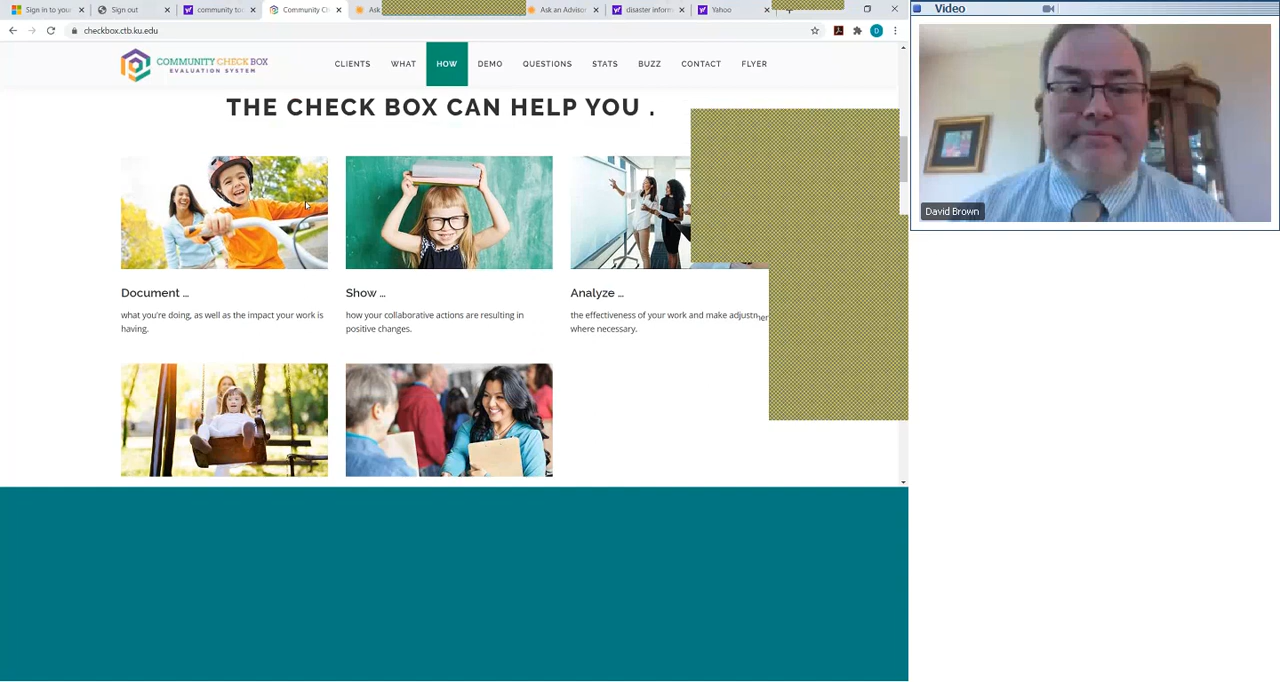 Sign in to your
Sign out
community too
Community Ch
Ask
Ask an Advisor
disaster inform
Yahoo
checkbox.ctb.ku.edu
Video
COMMUNITY CHECK BOX
EVALUATION SYSTEM
CLIENTS
WHAT
HOW
DEMO
QUESTIONS
STATS
BUZZ
CONTACT
FLYER
THE CHECK BOX CAN HELP YOU .
David Brown
Document ...
what you're doing, as well as the impact your work is
having.
Show ...
how your collaborative actions are resulting in
positive changes.
Analyze ...
the effectiveness of your work and make adjustm
where necessary.